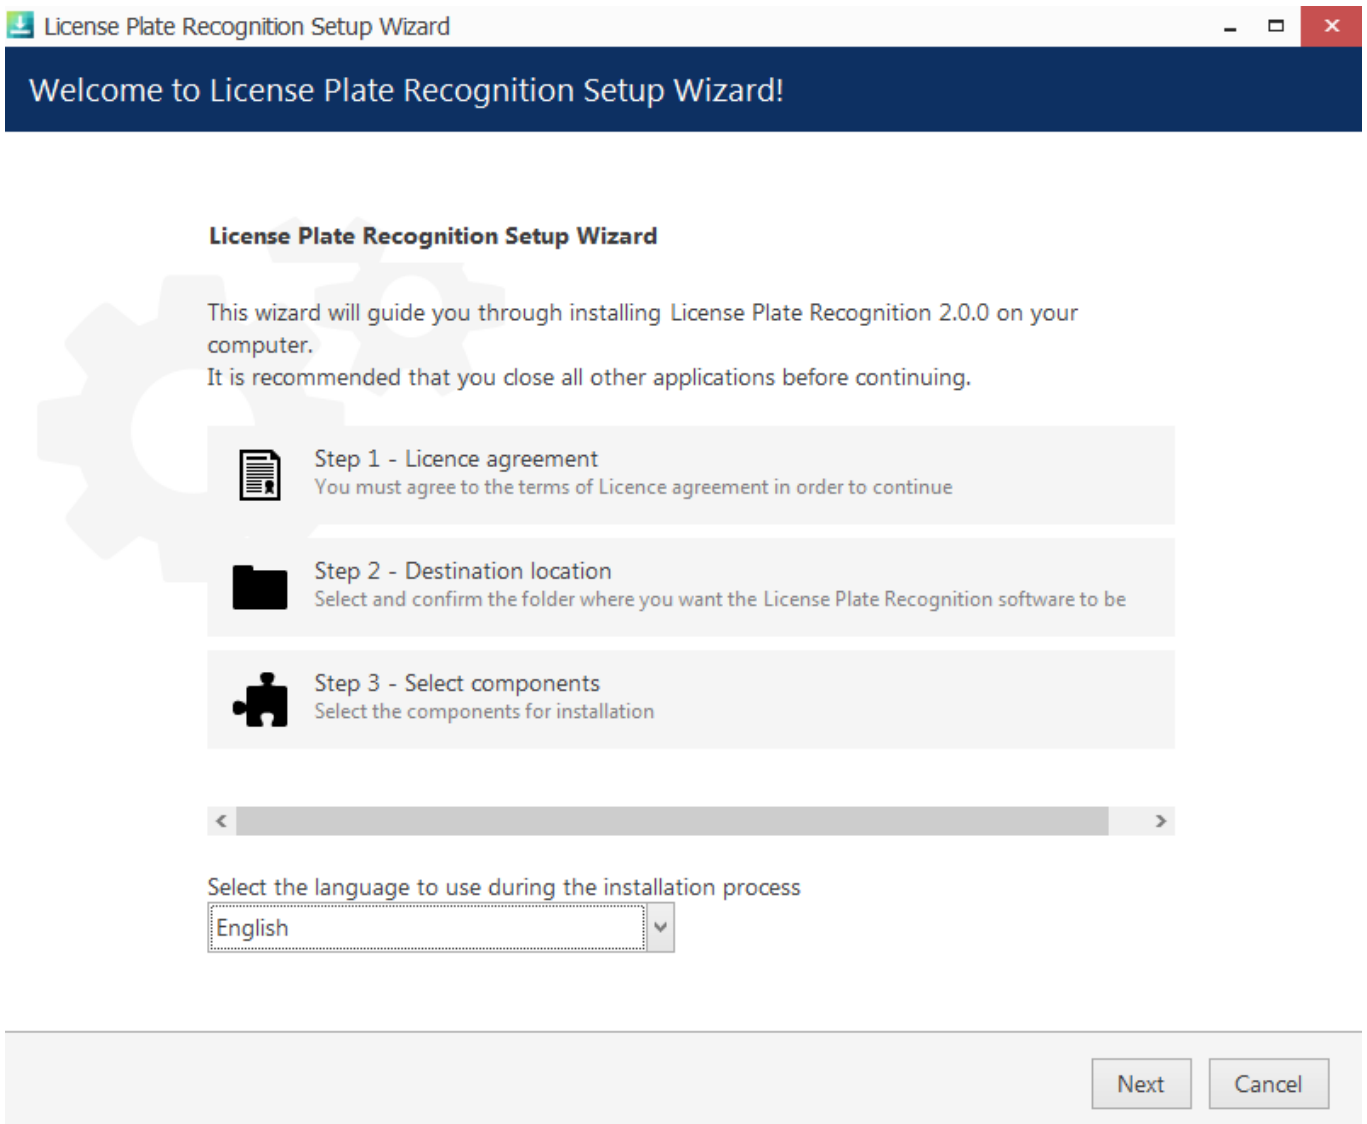 License Plate Recognition Setup Wizard
Welcome to License Plate Recognition Setup Wizard!
License Plate Recognition Setup Wizard
This wizard will guide you through installing License Plate Recognition 2.0.0 on your
computer.
It is recommended that you close all other applications before continuing.
Step 1 - Licence agreement
You must agree to the terms of Licence agreement in order to continue
Step 2 - Destination location
Select and confirm the folder where you want the License Plate Recognition software to be
Step 3 - Select components
Select the components for installation
Select the language to use during the installation process
English
Next Cancel